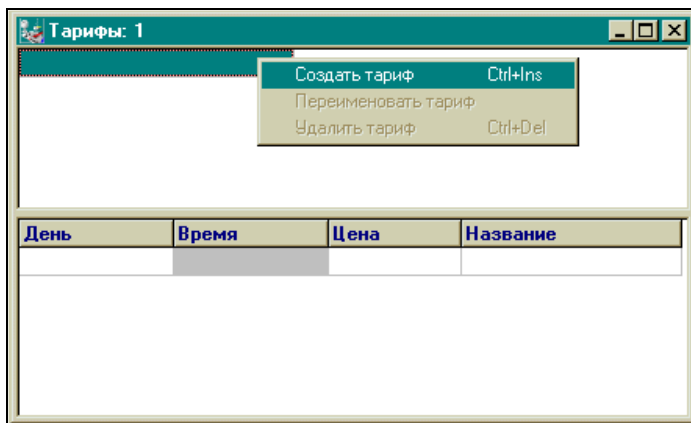 Тарифы: 1
Создать тариф Ctrl+Ins
Переименовать тариф
Удалить тариф Ctrl+Del
День Время Цена Название